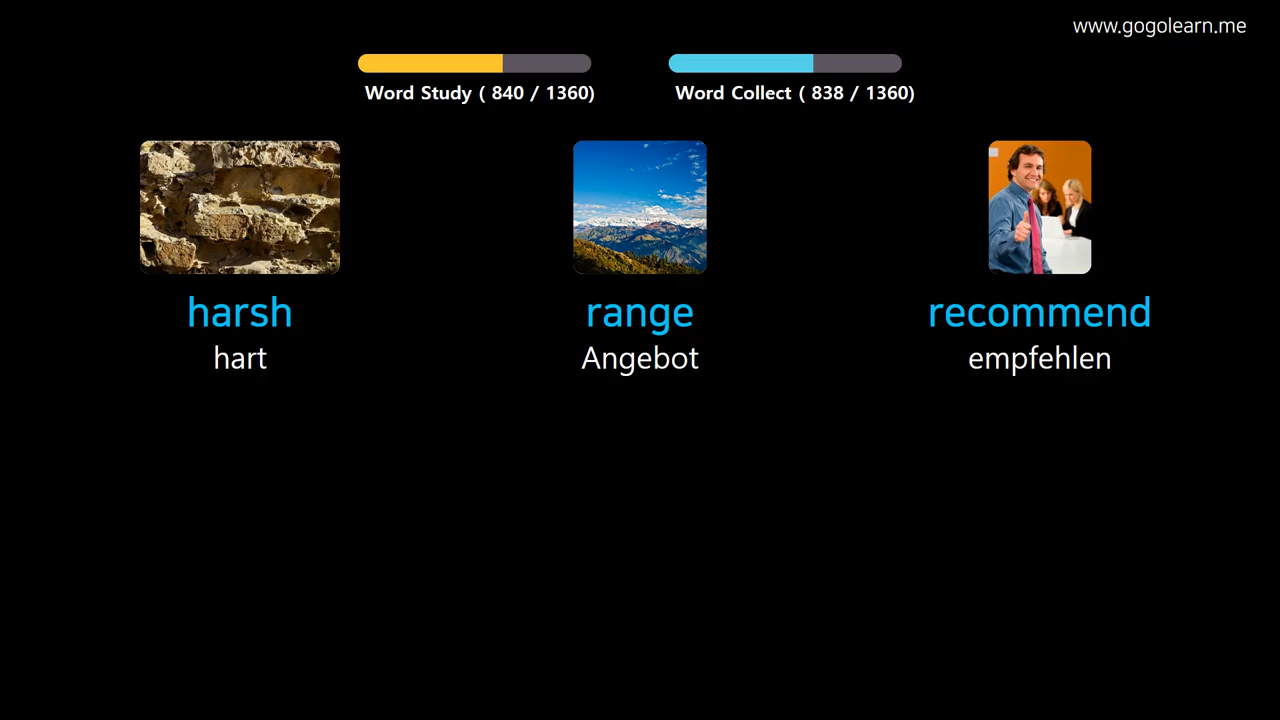 www.gogolearn.me
Word Study ( 840 / 1360)
Word Collect ( 838 / 1360)
harsh
hart
range
Angebot
recommend
empfehlen